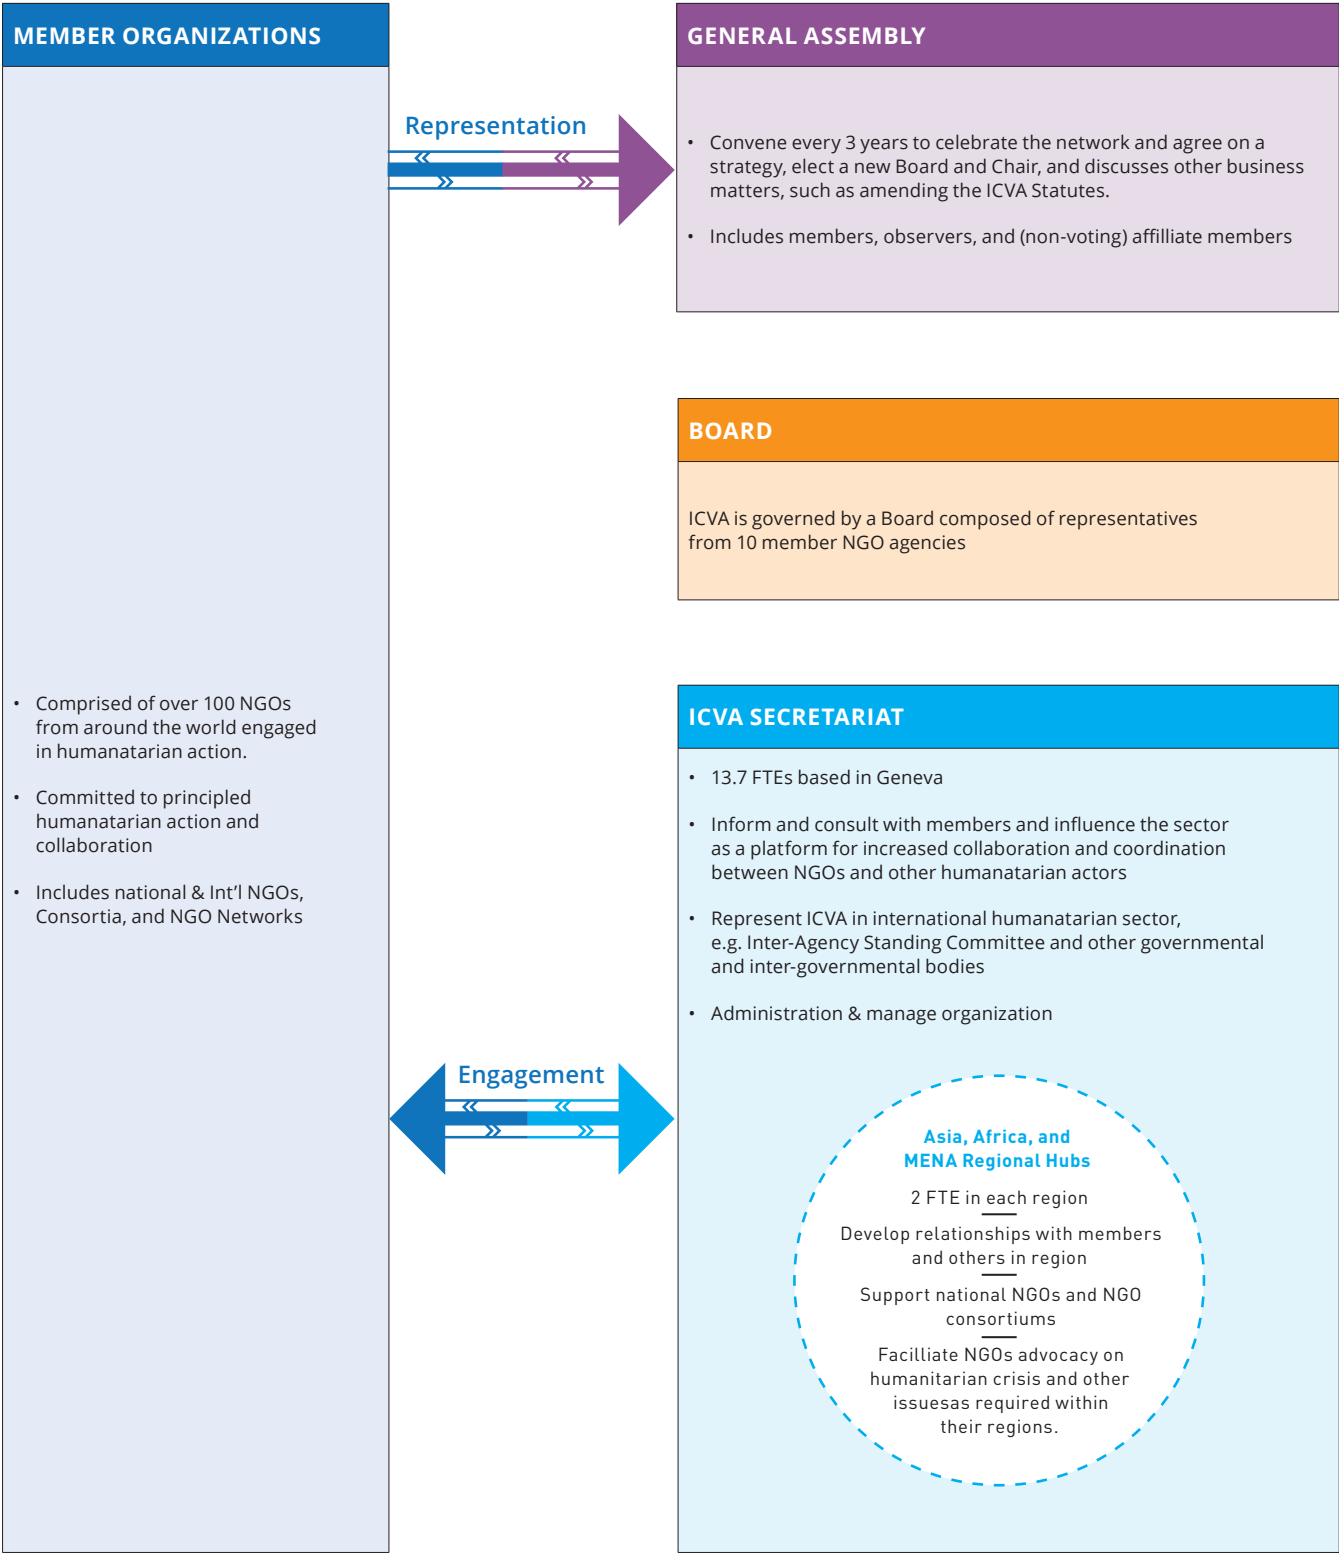 MEMBER ORGANIZATIONS
• Comprised of over 100 NGOs
from around the world engaged
in humanatarian action.
• Committed to principled
humanatarian action and
collaboration
• Includes national & Int’l NGOs,
Consortia, and NGO Networks
Representation
GENERAL ASSEMBLY
• Convene every 3 years to celebrate the network and agree on a
strategy, elect a new Board and Chair, and discusses other business
matters, such as amending the ICVA Statutes.
• Includes members, observers, and (non-voting) affilliate members
BOARD
ICVA is governed by a Board composed of representatives
from 10 member NGO agencies
Engagement
ICVA SECRETARIAT
• 13.7 FTEs based in Geneva
• Inform and consult with members and influence the sector
as a platform for increased collaboration and coordination
between NGOs and other humanatarian actors
• Represent ICVA in international humanatarian sector,
e.g. Inter-Agency Standing Committee and other governmental
and inter-governmental bodies
• Administration & manage organization
Asia, Africa, and
MENA Regional Hubs
2 FTE in each region
Develop relationships with members
and others in region
Support national NGOs and NGO
consortiums
Facilliate NGOs advocacy on
humanitarian crisis and other
issuesas required within
their regions.